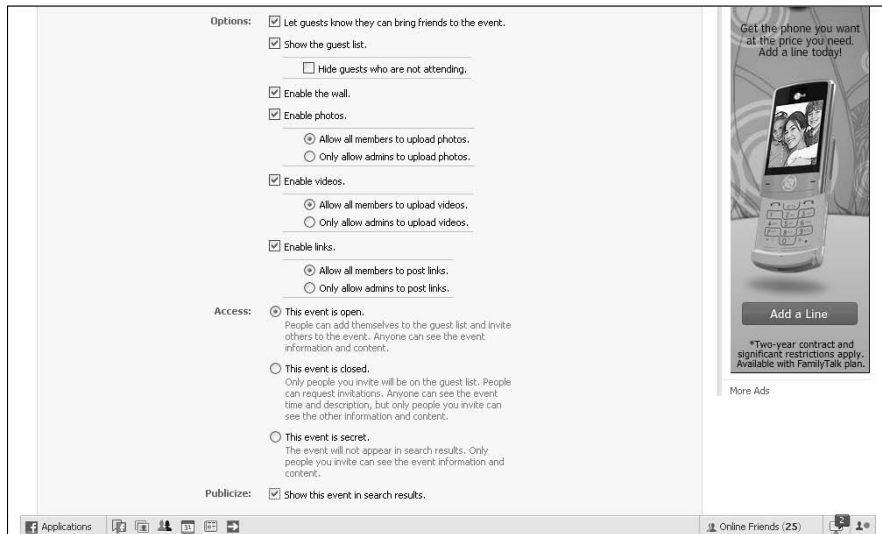 Options:
Let guests know they can bring friends to the event.
Show the guest list.
Hide guests who are not attending.
Enable the wall.
Enable photos.
Allow all members to upload photos.
Only allow admins to upload photos.
Enable videos.
Allow all members to upload videos.
Only allow admins to upload videos.
Enable links.
Allow all members to post links.
Only allow admins to post links.
Access:
This event is open.
People can add themselves to the guest list and invite
others to the event. Anyone can see the event
information and content.
This event is closed.
Only people you invite will be on the guest list. People
can request invitations. Anyone can see the event
time and description, but only people you invite can
see the other information and content.
This event is secret.
The event will not appear in search results. Only
people you invite can see the event information and
content.
Publicize:
Show this event in search results.
Get the phone you want
at the price you need.
Add a line today!
Add a Line
*Two-year contract and
significant restrictions apply.
Available with FamilyTalk plan.
More Ads
Applications
31
Online Friends (25)
2